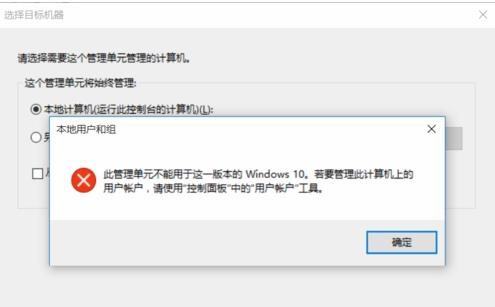 选择目标机器
请选择需要这个管理单元管理的计算机。
这个管理单元将始终管理:
本地计算机(运行此控制台的计算机)(L):
本地用户和组
此管理单元不能用于这一版本的 Windows 10。若要管理此计算机上的
用户帐户，请使用“控制面板”中的“用户帐户”工具。
确定